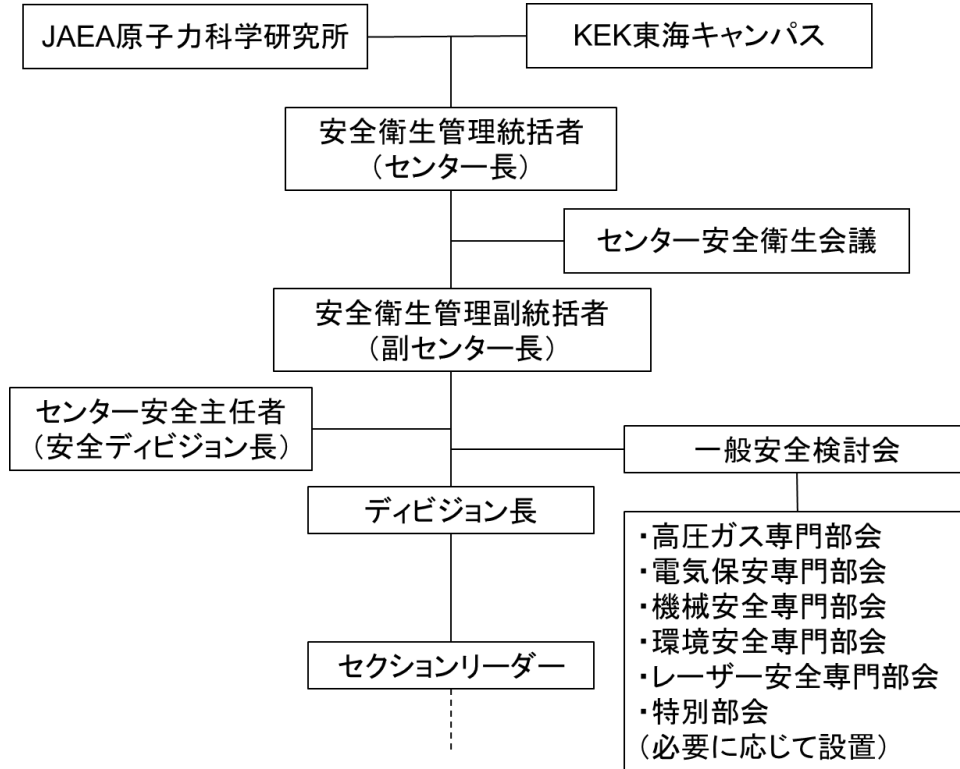 JAEA原子力科学研究所
KEK東海キャンパス
安全衛生管理統括者
（センター長）
センター安全衛生会議
安全衛生管理副統括者
（副センター長）
センター安全主任者
（安全ディビジョン長）
一般安全検討会
ディビジョン長
・高圧ガス専門部会
・電気保安専門部会
・機械安全専門部会
・環境安全専門部会
・レーザー安全専門部会
・特別部会
（必要に応じて設置）
セクションリーダー